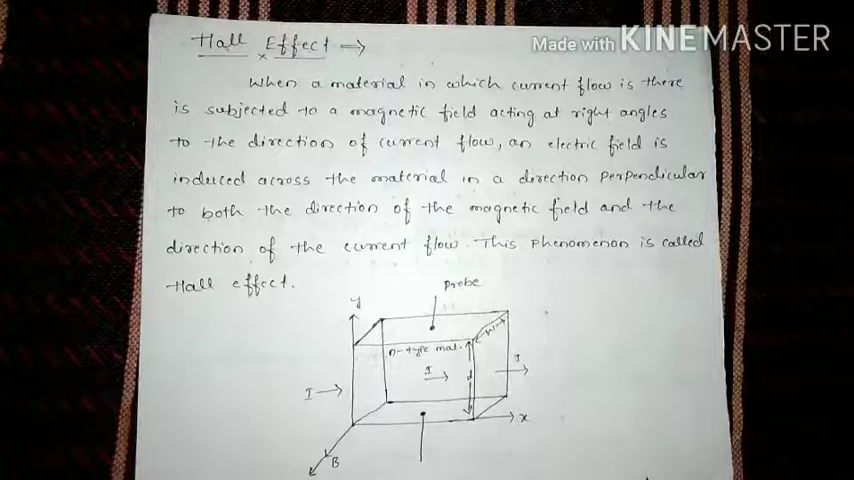 Made with KINEMASTER
Hall Effect ⇒
When a material in which current flow is there
is subjected to a magnetic field acting at right angles
to the direction of current flow, an electric field is
induced across the material in a direction perpendicular
to both the direction of the magnetic field and the
direction of the current flow. This phenomenon is called
Hall effect.
Probe
y
W
n-type mat.
I
I
d
I
x
B